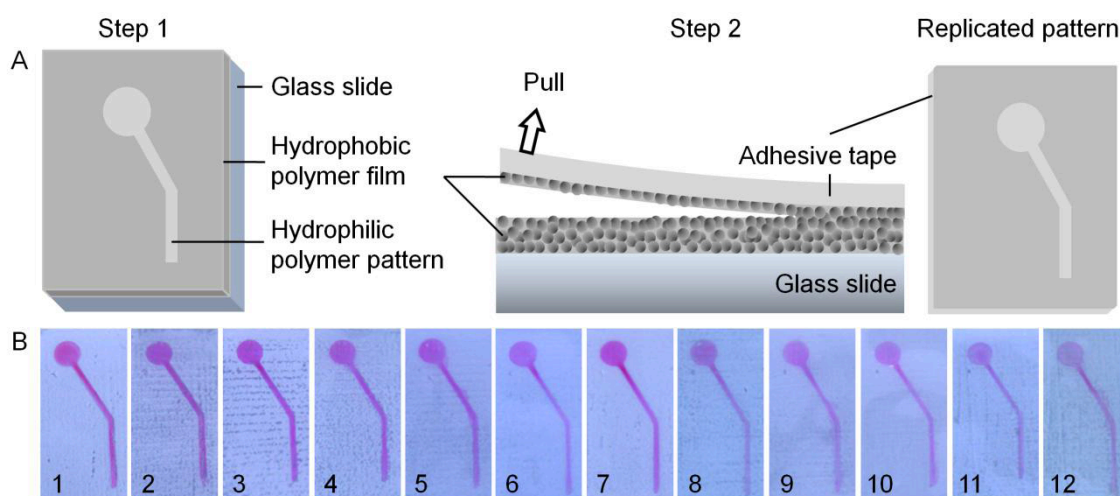 Step 1
Step 2
Replicated pattern
A
Glass slide
Hydrophobic
polymer film
Hydrophilic
polymer pattern
Pull
Adhesive tape
Glass slide
B
1 2 3 4 5 6 7 8 9 10 11 12